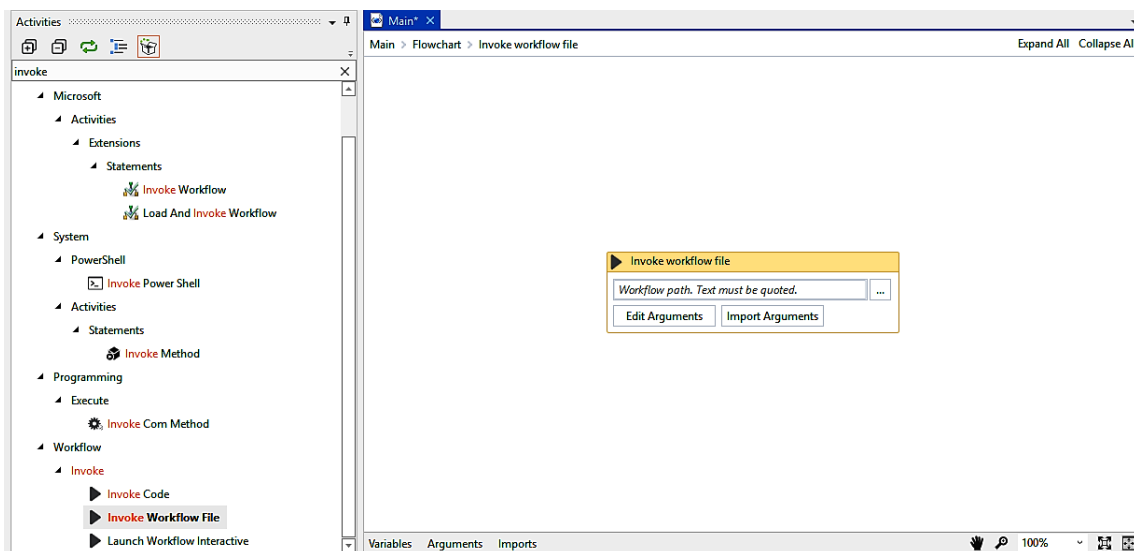 Activities
invoke
Microsoft
Activities
Extensions
Statements
Invoke Workflow
Load And Invoke Workflow
System
PowerShell
Invoke Power Shell
Activities
Statements
Invoke Method
Programming
Execute
Invoke Com Method
Workflow
Invoke
Invoke Code
Invoke Workflow File
Launch Workflow Interactive
Main*
Main > Flowchart > Invoke workflow file
Expand All Collapse Al
Invoke workflow file
Workflow path. Text must be quoted.
...
Edit Arguments Import Arguments
Variables Arguments Imports
100%